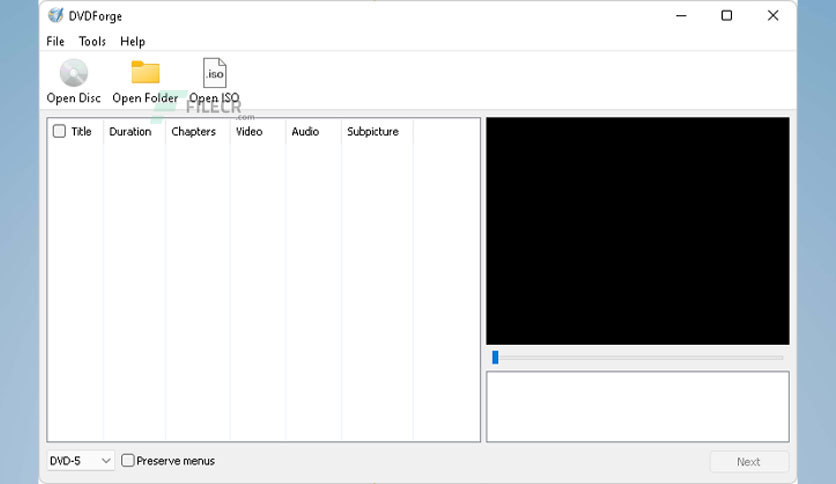 DVDForge
File Tools Help
.iso
Open Disc Open Folder Open ISO
FILECR
.com
Title Duration Chapters Video Audio Subpicture
DVD-5 Preserve menus Next